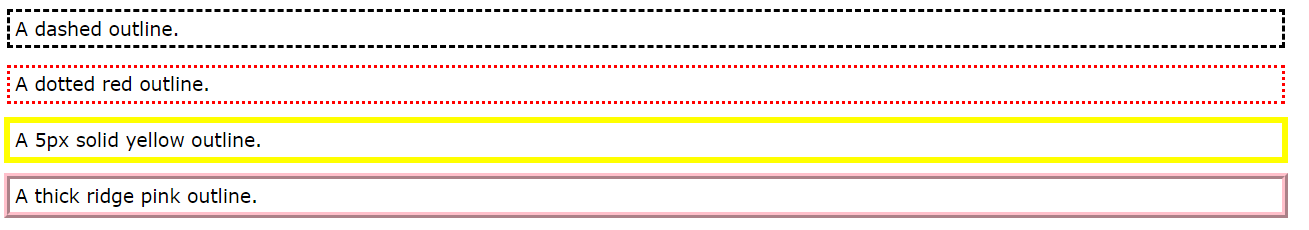 A dashed outline.
A dotted red outline.
A 5px solid yellow outline.
A thick ridge pink outline.